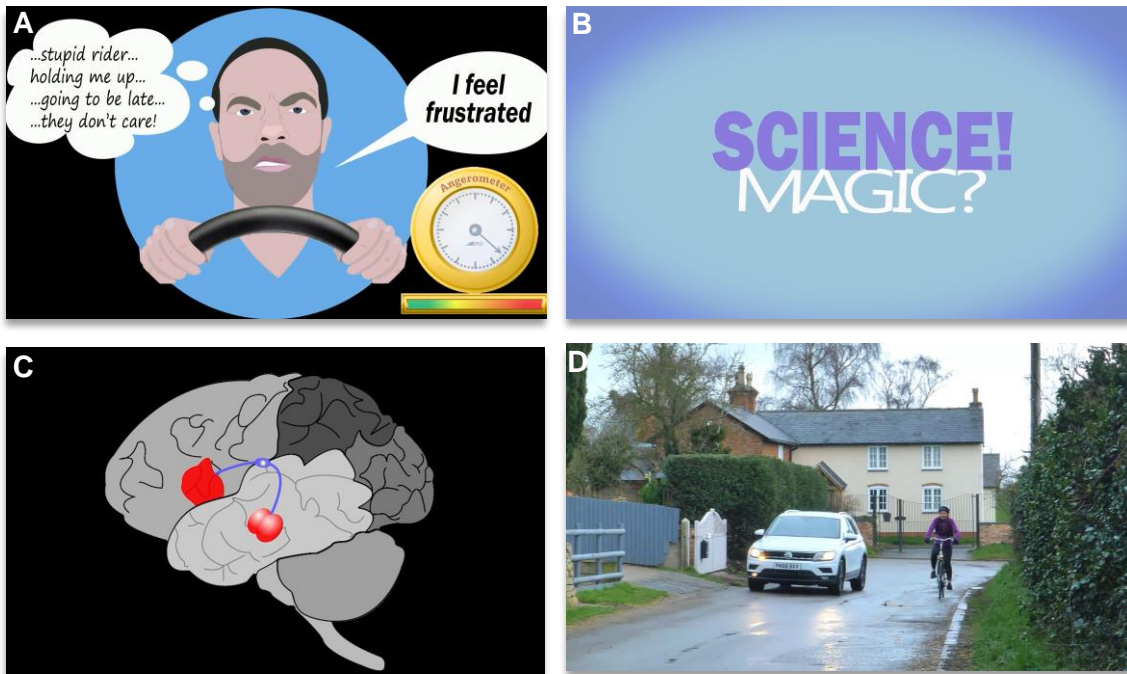 A
...stupid rider...
holding me up...
...going to be late...
...they don't care!
I feel
frustrated
Angerometer
B
SCIENCE!
MAGIC?
C
D